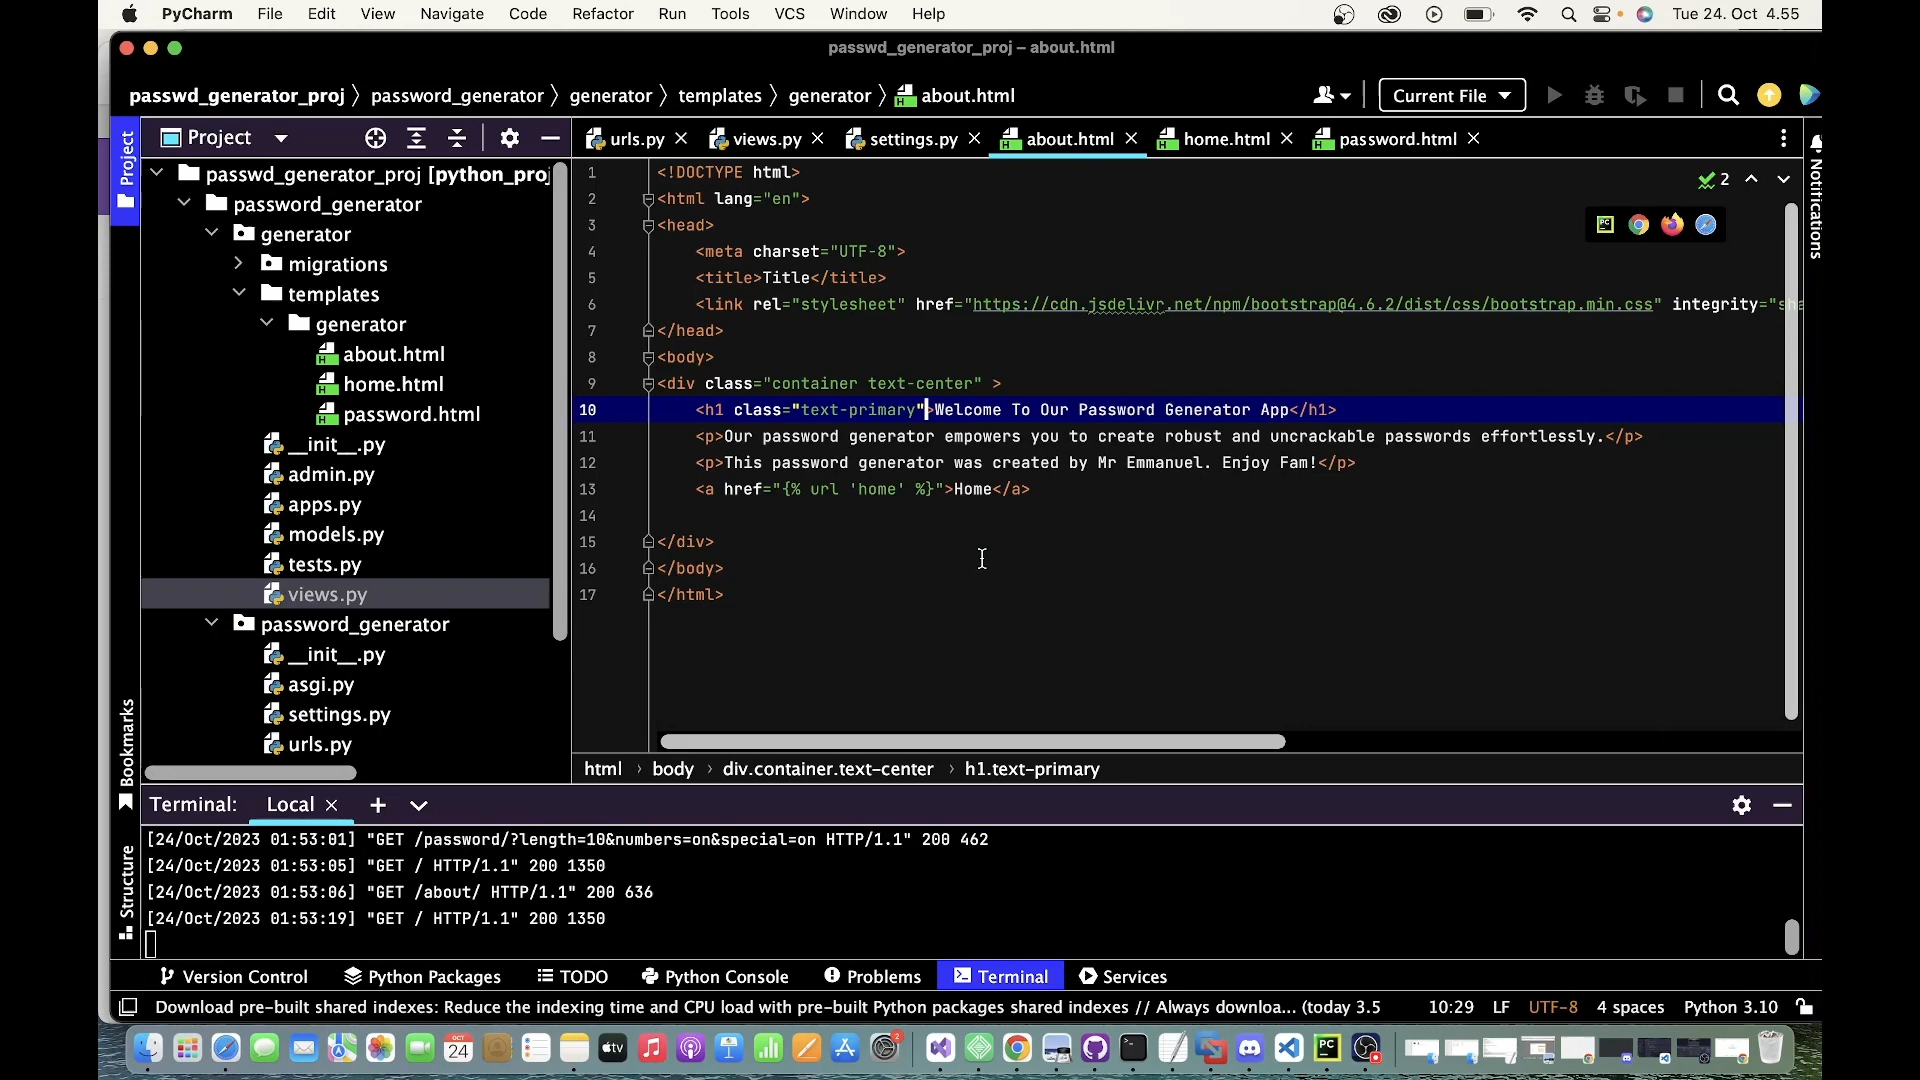 PyCharm File Edit View Navigate Code Refactor Run Tools VCS Window Help Tue 24. Oct 4.55
passwd_generator_proj – about.html
passwd_generator_proj password_generator generator templates generator about.html Current File
Project
Project
urls.py views.py settings.py about.html home.html password.html
Notifications
passwd_generator_proj [python_proj
password_generator
generator
migrations
templates
generator
about.html
home.html
password.html
__init__.py
admin.py
apps.py
models.py
tests.py
views.py
password_generator
__init__.py
asgi.py
settings.py
urls.py
2
1 <!DOCTYPE html>
2 <html lang="en">
3 <head>
4 <meta charset="UTF-8">
5 <title>Title</title>
6 <link rel="stylesheet" href="https://cdn.jsdelivr.net/npm/bootstrap@4.6.2/dist/css/bootstrap.min.css" integrity="sha
7 </head>
8 <body>
9 <div class="container text-center" >
10 <h1 class="text-primary">Welcome To Our Password Generator App</h1>
11 <p>Our password generator empowers you to create robust and uncrackable passwords effortlessly.</p>
12 <p>This password generator was created by Mr Emmanuel. Enjoy Fam!</p>
13 <a href="{% url 'home' %}">Home</a>
14
15 </div>
16 </body>
17 </html>
html body div.container.text-center h1.text-primary
Bookmarks
Structure
Terminal: Local
[24/Oct/2023 01:53:01] "GET /password/?length=10&numbers=on&special=on HTTP/1.1" 200 462
[24/Oct/2023 01:53:05] "GET / HTTP/1.1" 200 1350
[24/Oct/2023 01:53:06] "GET /about/ HTTP/1.1" 200 636
[24/Oct/2023 01:53:19] "GET / HTTP/1.1" 200 1350
Version Control Python Packages TODO Python Console Problems Terminal Services
Download pre-built shared indexes: Reduce the indexing time and CPU load with pre-built Python packages shared indexes // Always downloa... (today 3.5 10:29 LF UTF-8 4 spaces Python 3.10
OCT 24 tv 2 PC